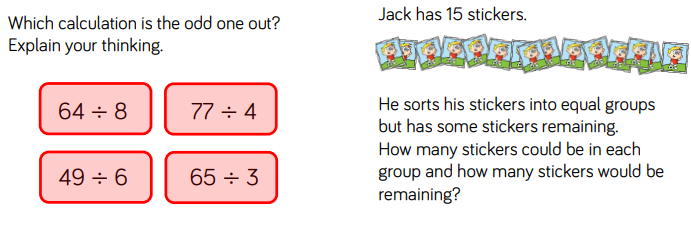 Which calculation is the odd one out?
Explain your thinking.
64 ÷ 8
77 ÷ 4
49 ÷ 6
65 ÷ 3
Jack has 15 stickers.
He sorts his stickers into equal groups
but has some stickers remaining.
How many stickers could be in each
group and how many stickers would be
remaining?